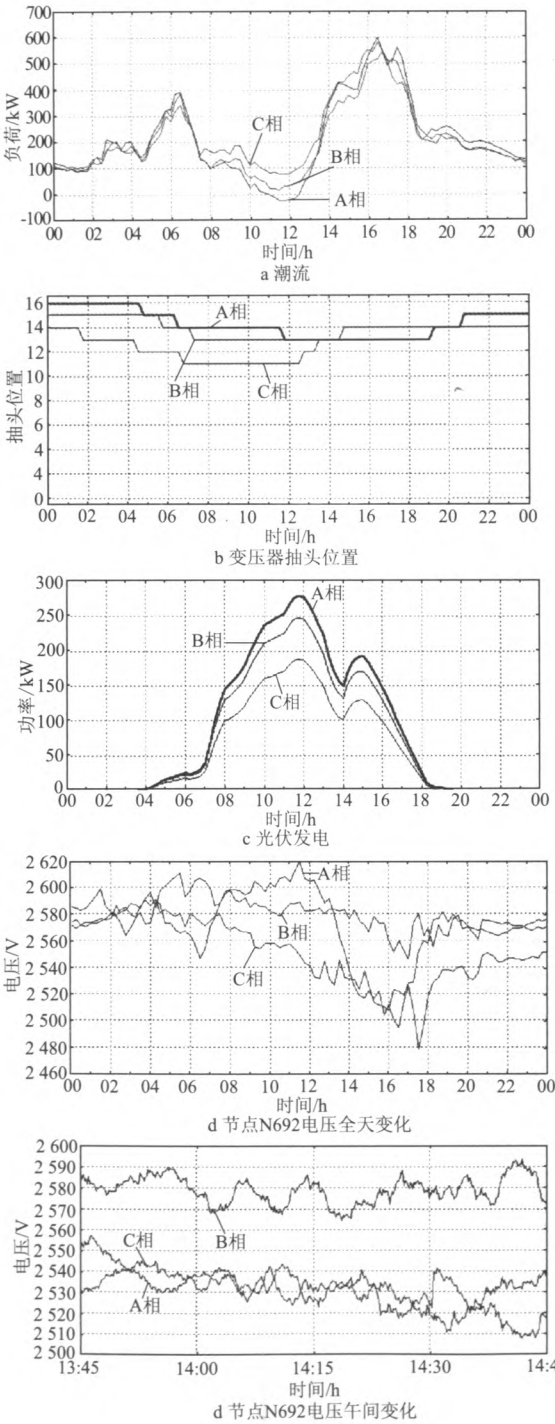 700
600
500
400
300
200
100
0
-100
负荷/kW
C相
B相
A相
00 02 04 06 08 10 12 14 16 18 20 22 00
时间/h
a 潮流
16
14
12
10
8
6
4
2
4
0
抽头位置
A相
B相
C相
00 02 04 06 08 10 12 14 16 18 20 22 00
时间/h
b 变压器抽头位置
300
250
200
150
100
50
0
功率/kW
A相
B相
C相
00 02 04 06 08 10 12 14 16 18 20 22 00
时间/h
c 光伏发电
2 620
2 600
2 580
2 560
2 540
2 520
2 500
2 480
2 460
电压/V
A相
B相
C相
00 02 04 06 08 10 12 14 16 18 20 22 00
时间/h
d 节点N692电压全天变化
2 600
2 590
2 580
2 570
2 560
2 550
2 540
2 530
2 520
2 510
2 500
电压/V
B相
C相
A相
13:45 14:00 14:15 14:30 14:4
时间/h
d 节点N692电压午间变化